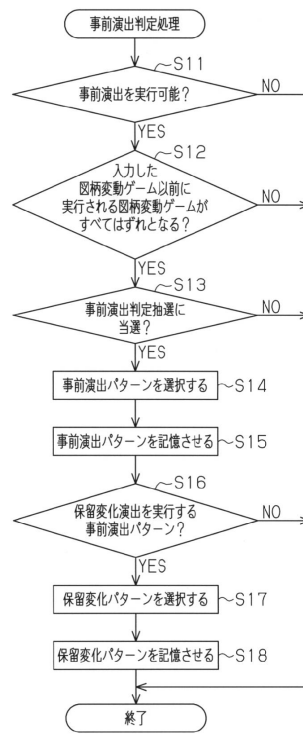 事前演出判定処理
S11
事前演出を実行可能?
NO
YES
S12
入力した
図柄変動ゲーム以前に
実行される図柄変動ゲームが
すべてはずれとなる?
NO
YES
S13
事前演出判定抽選に
当選?
NO
YES
事前演出パターンを選択する
S14
事前演出パターンを記憶させる
S15
S16
保留変化演出を実行する
事前演出パターン?
NO
YES
保留変化パターンを選択する
S17
保留変化パターンを記憶させる
S18
終了